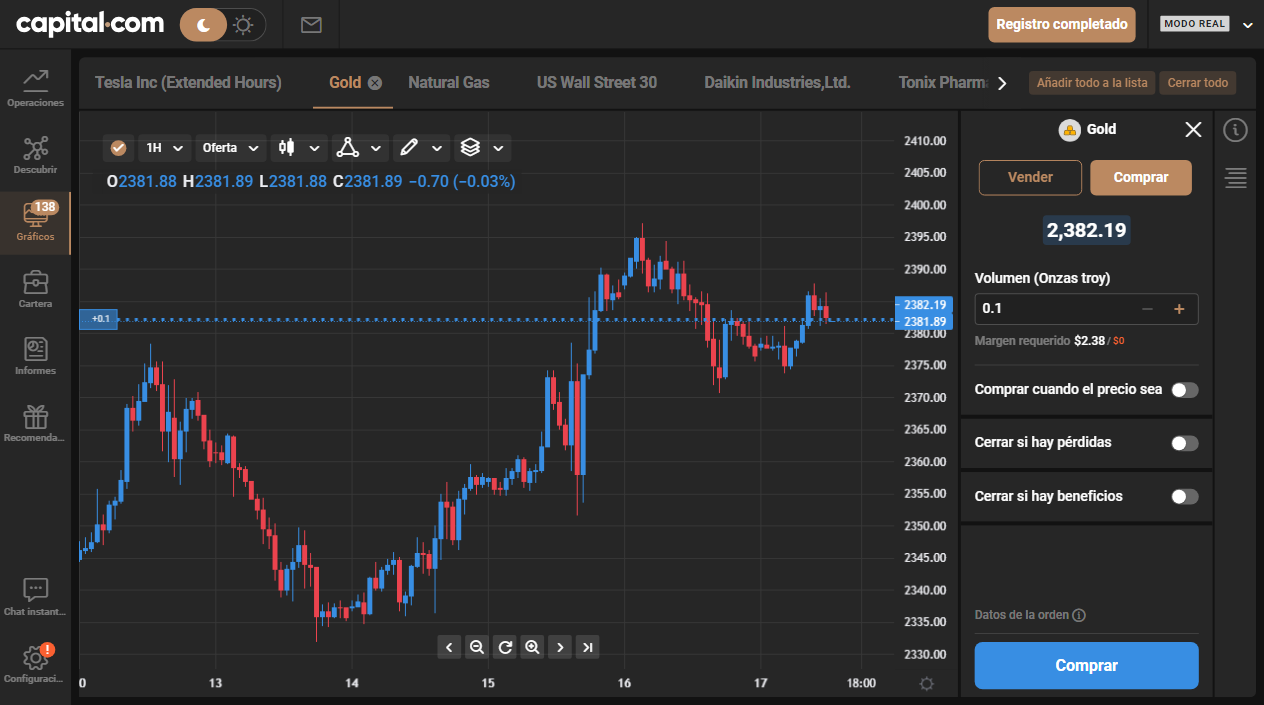 capital.com
Registro completado
MODO REAL
Operaciones
Descubrir
138
Gráficos
Cartera
Informes
Recomenda...
Chat instant...
!
Configuraci...
Tesla Inc (Extended Hours)
Gold
Natural Gas
US Wall Street 30
Daikin Industries,Ltd.
Tonix Pharm
Añadir todo a la lista
Cerrar todo
1H
Oferta
O2381.88 H2381.89 L2381.88 C2381.89 −0.70 (−0.03%)
+0.1
2410.00
2405.00
2400.00
2395.00
2390.00
2382.19
2381.89
2380.00
2375.00
2370.00
2365.00
2360.00
2355.00
2350.00
2345.00
2340.00
2335.00
2330.00
0 13 14 15 16 17 18:00
Gold
Vender
Comprar
2,382.19
Volumen (Onzas troy)
0.1
− +
Margen requerido $2.38 / $0
Comprar cuando el precio sea
Cerrar si hay pérdidas
Cerrar si hay beneficios
Datos de la orden
Comprar